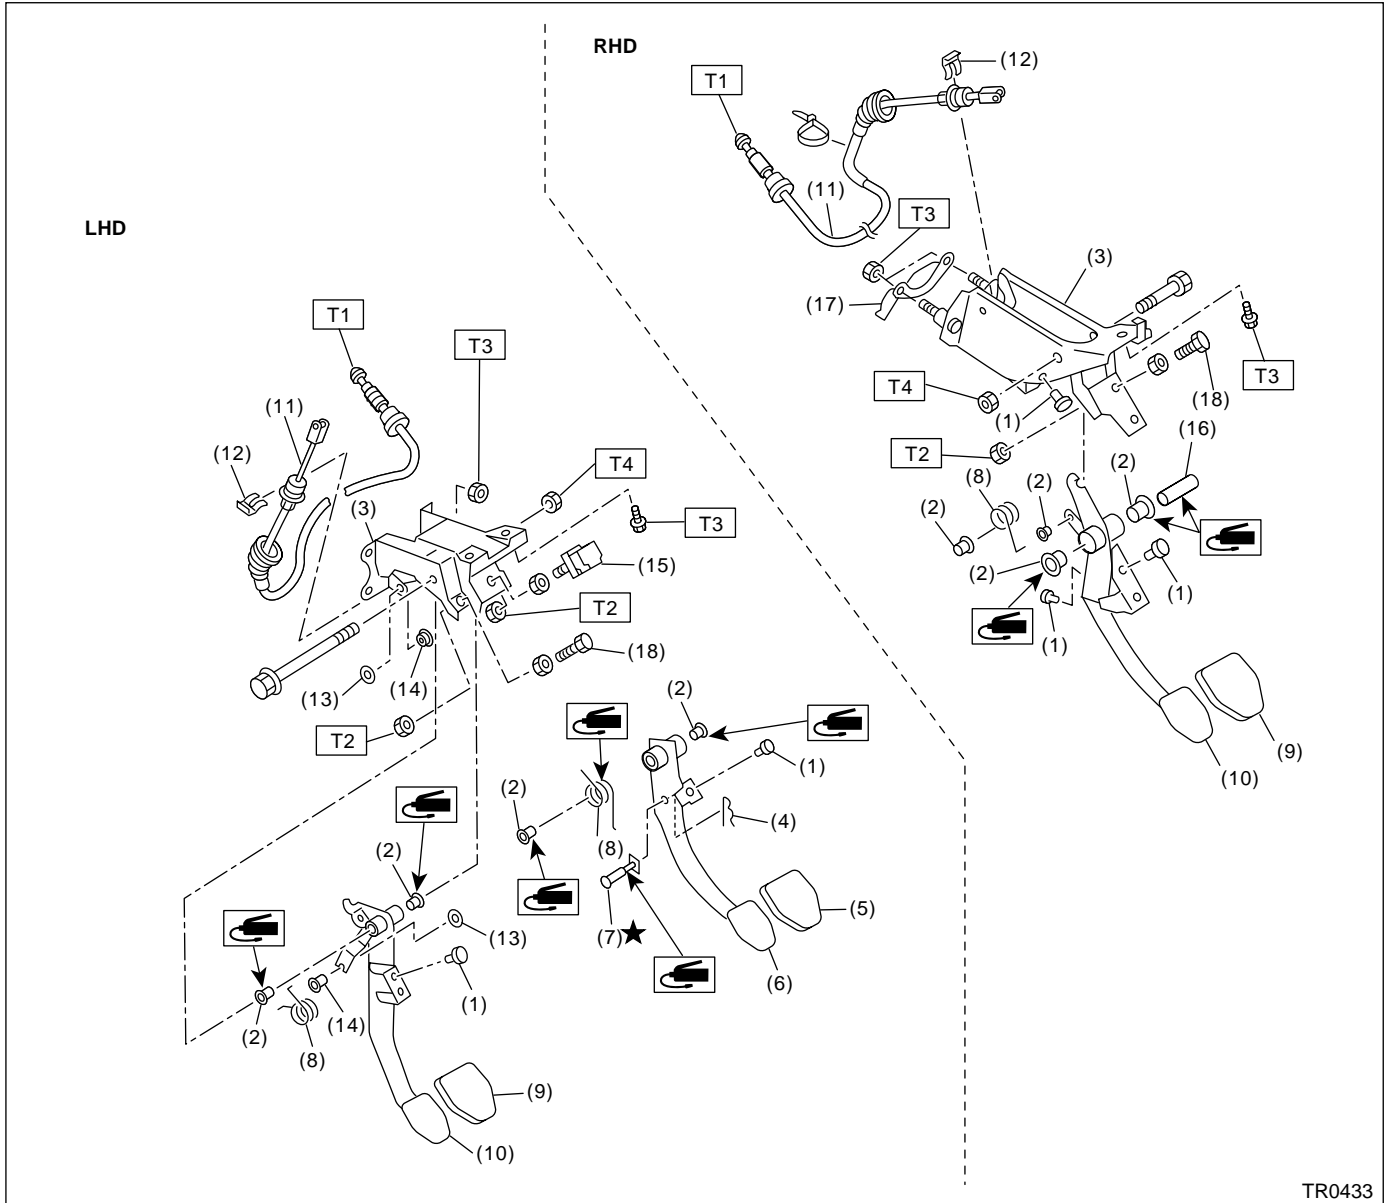 RHD
(12)
T1
(11)
T3
(3)
(17)
T3
T4
(1)
(18)
T2
(8)
(2)
(2)
(16)
(2)
(2)
(1)
(1)
(9)
(10)
LHD
T1
T3
(11)
(12)
(3)
T4
T3
(15)
T2
(18)
(13)
(14)
T2
(2)
(1)
(2)
(8)
(4)
(7)★
(5)
(6)
(2)
(13)
(1)
(2)
(14)
(8)
(9)
(10)
TR0433